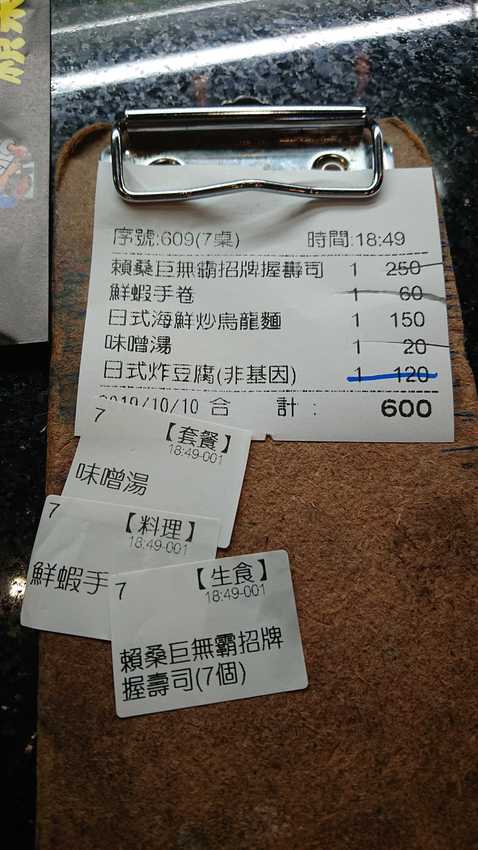 序號:609(7桌) 時間:18:49
賴桑巨無霸招牌握壽司 1 250
鮮蝦手卷 1 60
日式海鮮炒烏龍麵 1 150
味噌湯 1 20
日式炸豆腐(非基因) 1 120
2019/10/10 合 計: 600
7 【套餐】
18:49-001
味噌湯
7 【料理】
18:49-001
鮮蝦手
7 【生食】
18:49-001
賴桑巨無霸招牌
握壽司(7個)